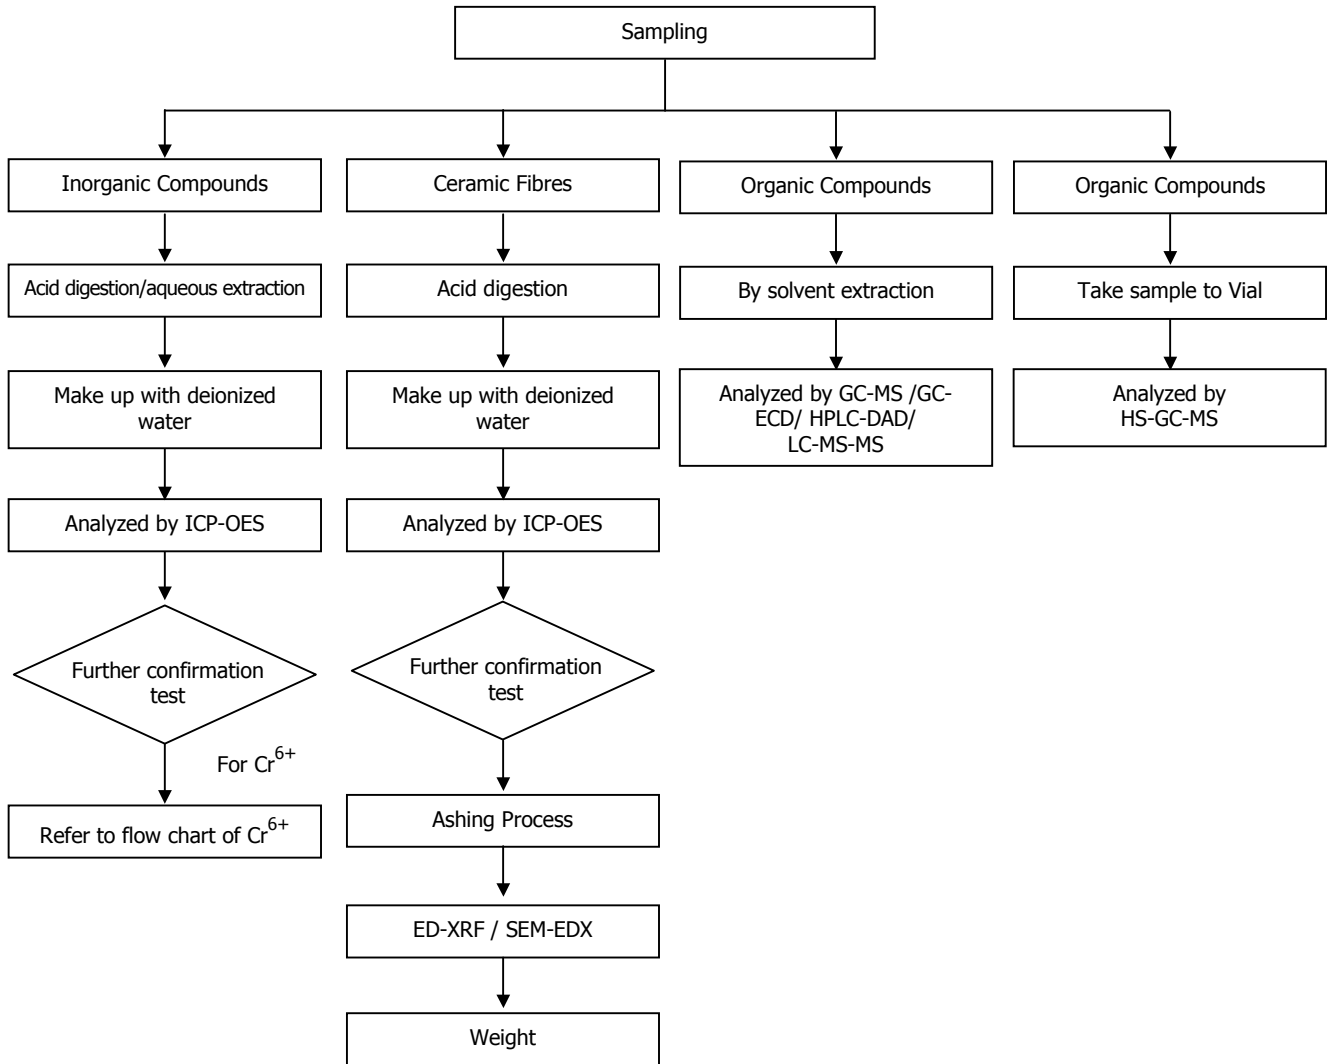 Sampling
Inorganic Compounds
Acid digestion/aqueous extraction
Make up with deionized
water
Analyzed by ICP-OES
Further confirmation
test
For Cr⁶⁺
Refer to flow chart of Cr⁶⁺
Ceramic Fibres
Acid digestion
Make up with deionized
water
Analyzed by ICP-OES
Further confirmation
test
Ashing Process
ED-XRF / SEM-EDX
Weight
Organic Compounds
By solvent extraction
Analyzed by GC-MS /GC-
ECD/ HPLC-DAD/
LC-MS-MS
Organic Compounds
Take sample to Vial
Analyzed by
HS-GC-MS